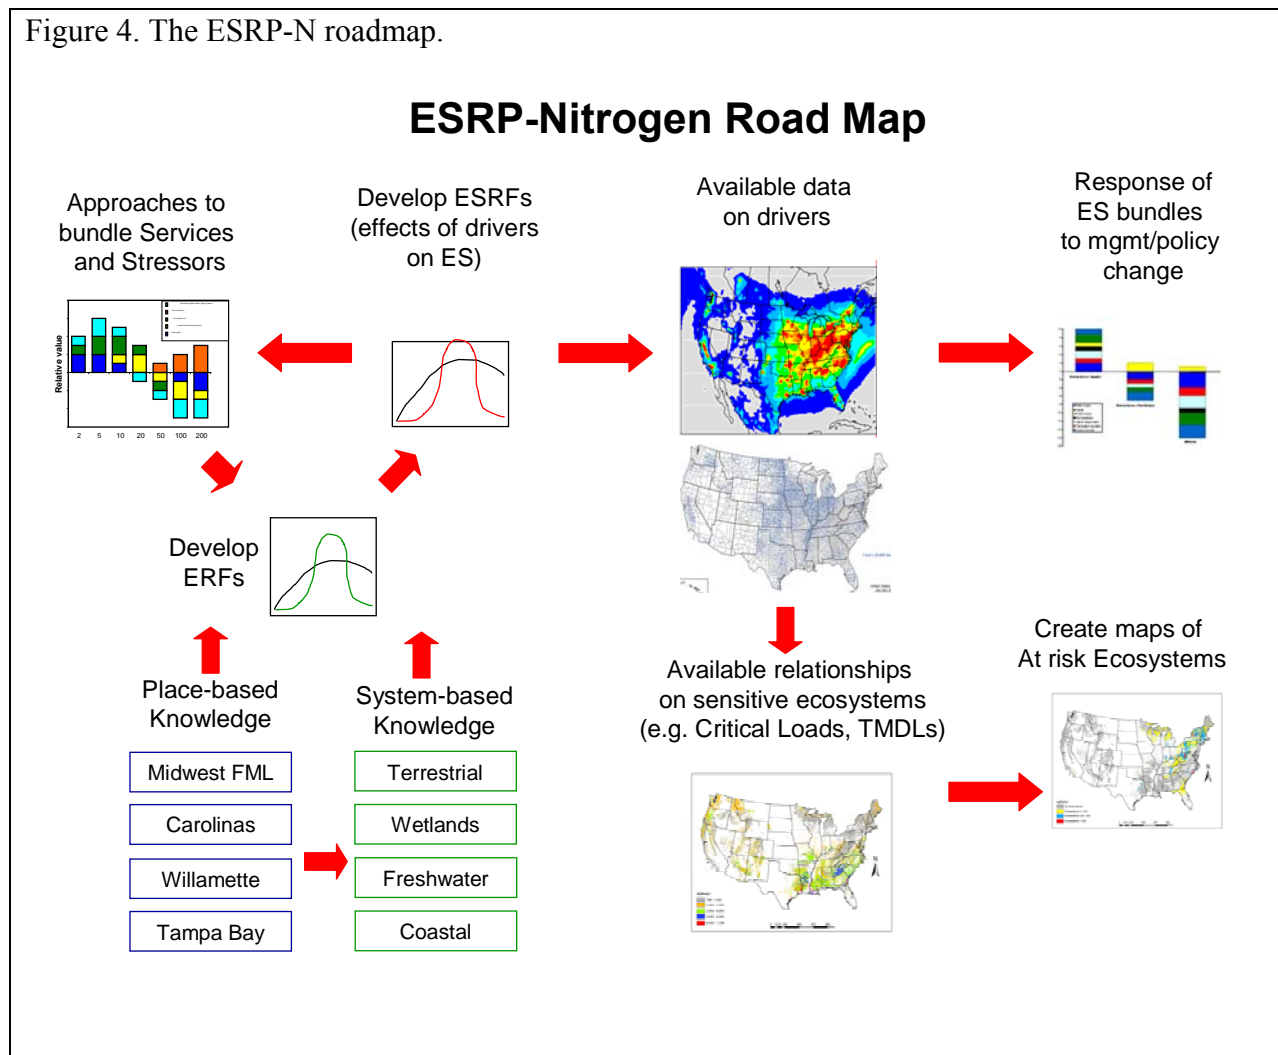 Figure 4. The ESRP-N roadmap.
ESRP-Nitrogen Road Map
Approaches to
bundle Services
and Stressors
Develop ESRFs
(effects of drivers
on ES)
Available data
on drivers
Response of
ES bundles
to mgmt/policy
change
Relative value
2 5 10 20 50 100 200
Develop
ERFs
Place-based
Knowledge
System-based
Knowledge
Midwest FML
Carolinas
Willamette
Tampa Bay
Terrestrial
Wetlands
Freshwater
Coastal
Available relationships
on sensitive ecosystems
(e.g. Critical Loads, TMDLs)
Create maps of
At risk Ecosystems
N
N